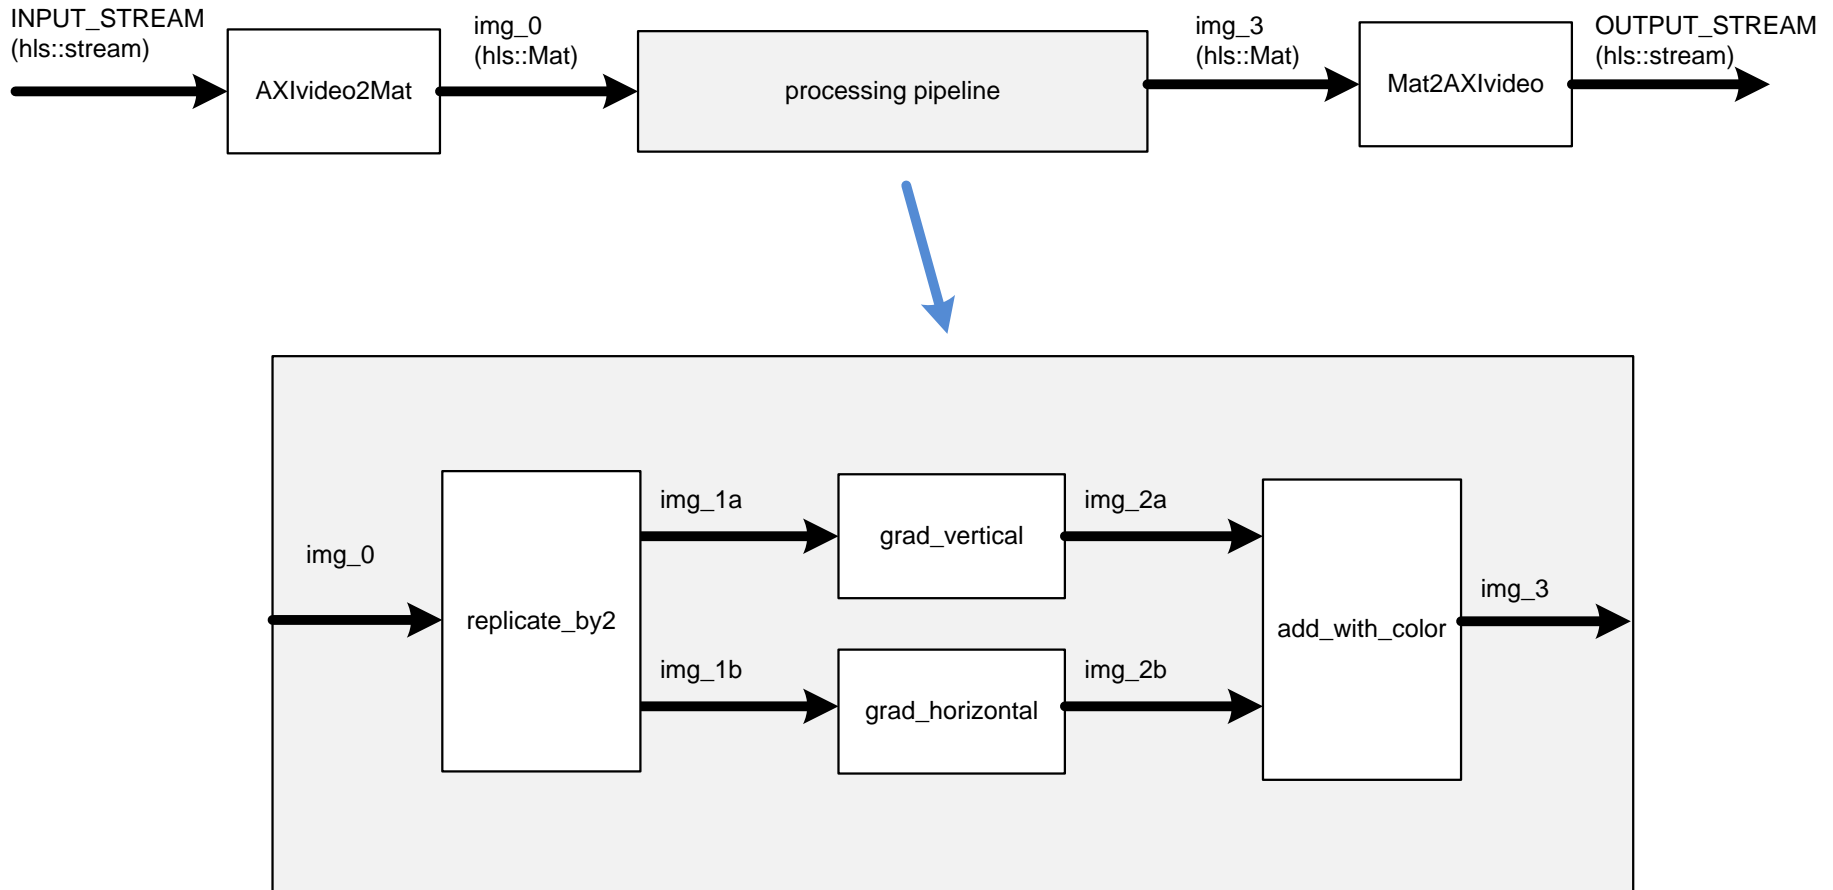 INPUT_STREAM
(hls::stream)
AXIvideo2Mat
img_0
(hls::Mat)
processing pipeline
img_3
(hls::Mat)
Mat2AXIvideo
OUTPUT_STREAM
(hls::stream)
img_0
replicate_by2
img_1a
grad_vertical
img_2a
img_1b
grad_horizontal
img_2b
add_with_color
img_3